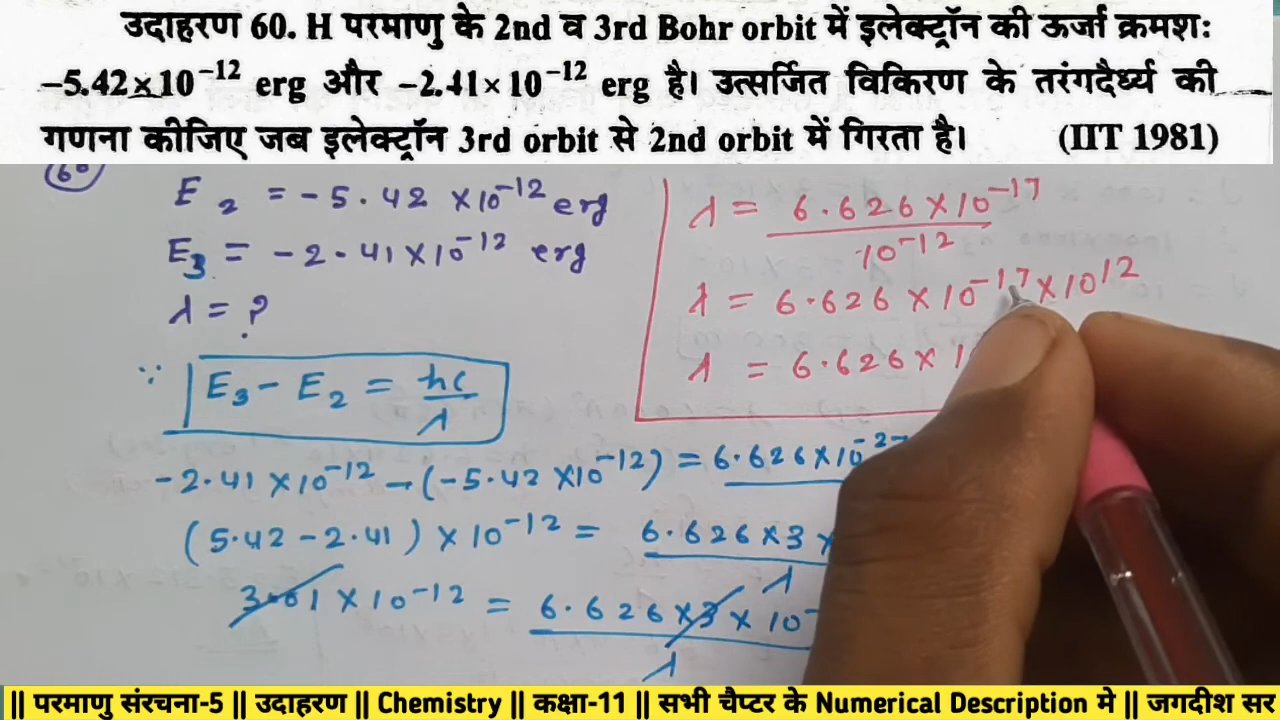 उदाहरण 60. H परमाणु के 2nd व 3rd Bohr orbit में इलेक्ट्रॉन की ऊर्जा क्रमशः
−5.42×10⁻¹² erg और −2.41×10⁻¹² erg है। उत्सर्जित विकिरण के तरंगदैर्ध्य की
गणना कीजिए जब इलेक्ट्रॉन 3rd orbit से 2nd orbit में गिरता है। (IIT 1981)
60
E₂ = −5.42 ×10⁻¹² erg
E₃ = −2.41×10⁻¹² erg
λ = ?
∵ E₃ − E₂ = hc/λ
−2.41×10⁻¹² −(−5.42 ×10⁻¹²) = 6.626×10⁻²⁷
(5.42 − 2.41) × 10⁻¹² = 6.626×3 × / λ
3.01 × 10⁻¹² = 6.626 ×3 × 10⁻ / λ
λ = 6.626×10⁻¹⁷ / 10⁻¹²
λ = 6.626 × 10⁻¹⁷ × 10¹²
λ = 6.626 × 1
|| परमाणु संरचना-5 || उदाहरण || Chemistry || कक्षा-11 || सभी चैप्टर के Numerical Description मे || जगदीश सर